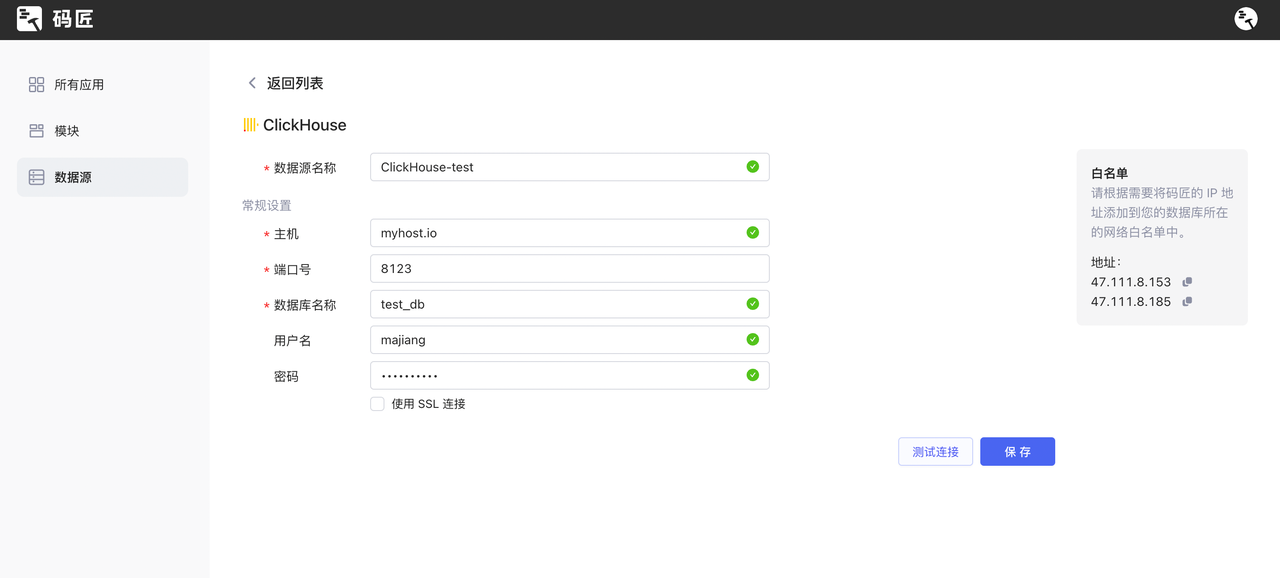 码匠
所有应用
模块
数据源
返回列表
ClickHouse
* 数据源名称 ClickHouse-test
常规设置
* 主机 myhost.io
* 端口号 8123
* 数据库名称 test_db
用户名 majiang
密码 ••••••••••
使用 SSL 连接
测试连接 保 存
白名单
请根据需要将码匠的 IP 地
址添加到您的数据库所在
的网络白名单中。
地址：
47.111.8.153
47.111.8.185